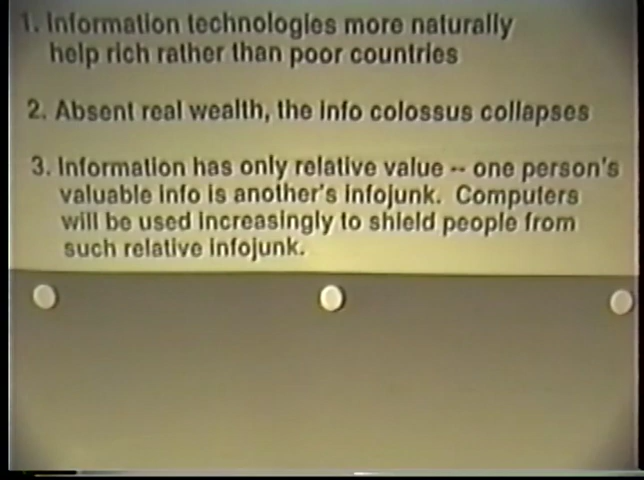 1. Information technologies more naturally
help rich rather than poor countries
2. Absent real wealth, the info colossus collapses
3. Information has only relative value -- one person's
valuable info is another's infojunk. Computers
will be used increasingly to shield people from
such relative infojunk.